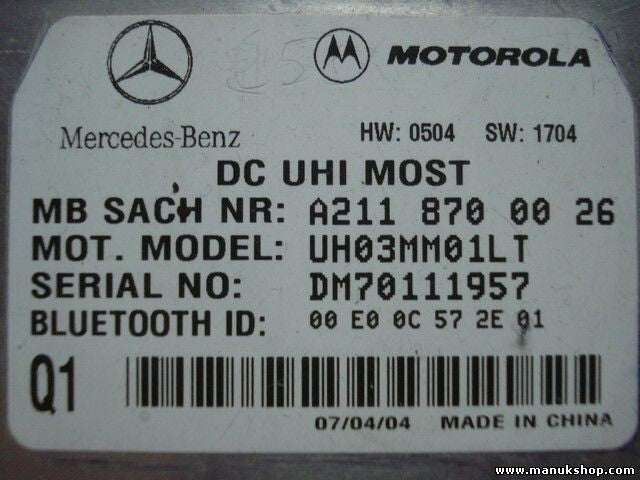 MOTOROLA
Mercedes-Benz
HW: 0504 SW: 1704
DC UHI MOST
MB SACH NR: A211 870 00 26
MOT. MODEL: UH03MM01LT
SERIAL NO: DM70111957
BLUETOOTH ID: 00 E0 0C 57 2E 01
Q1
07/04/04 MADE IN CHINA
www.manukshop.com